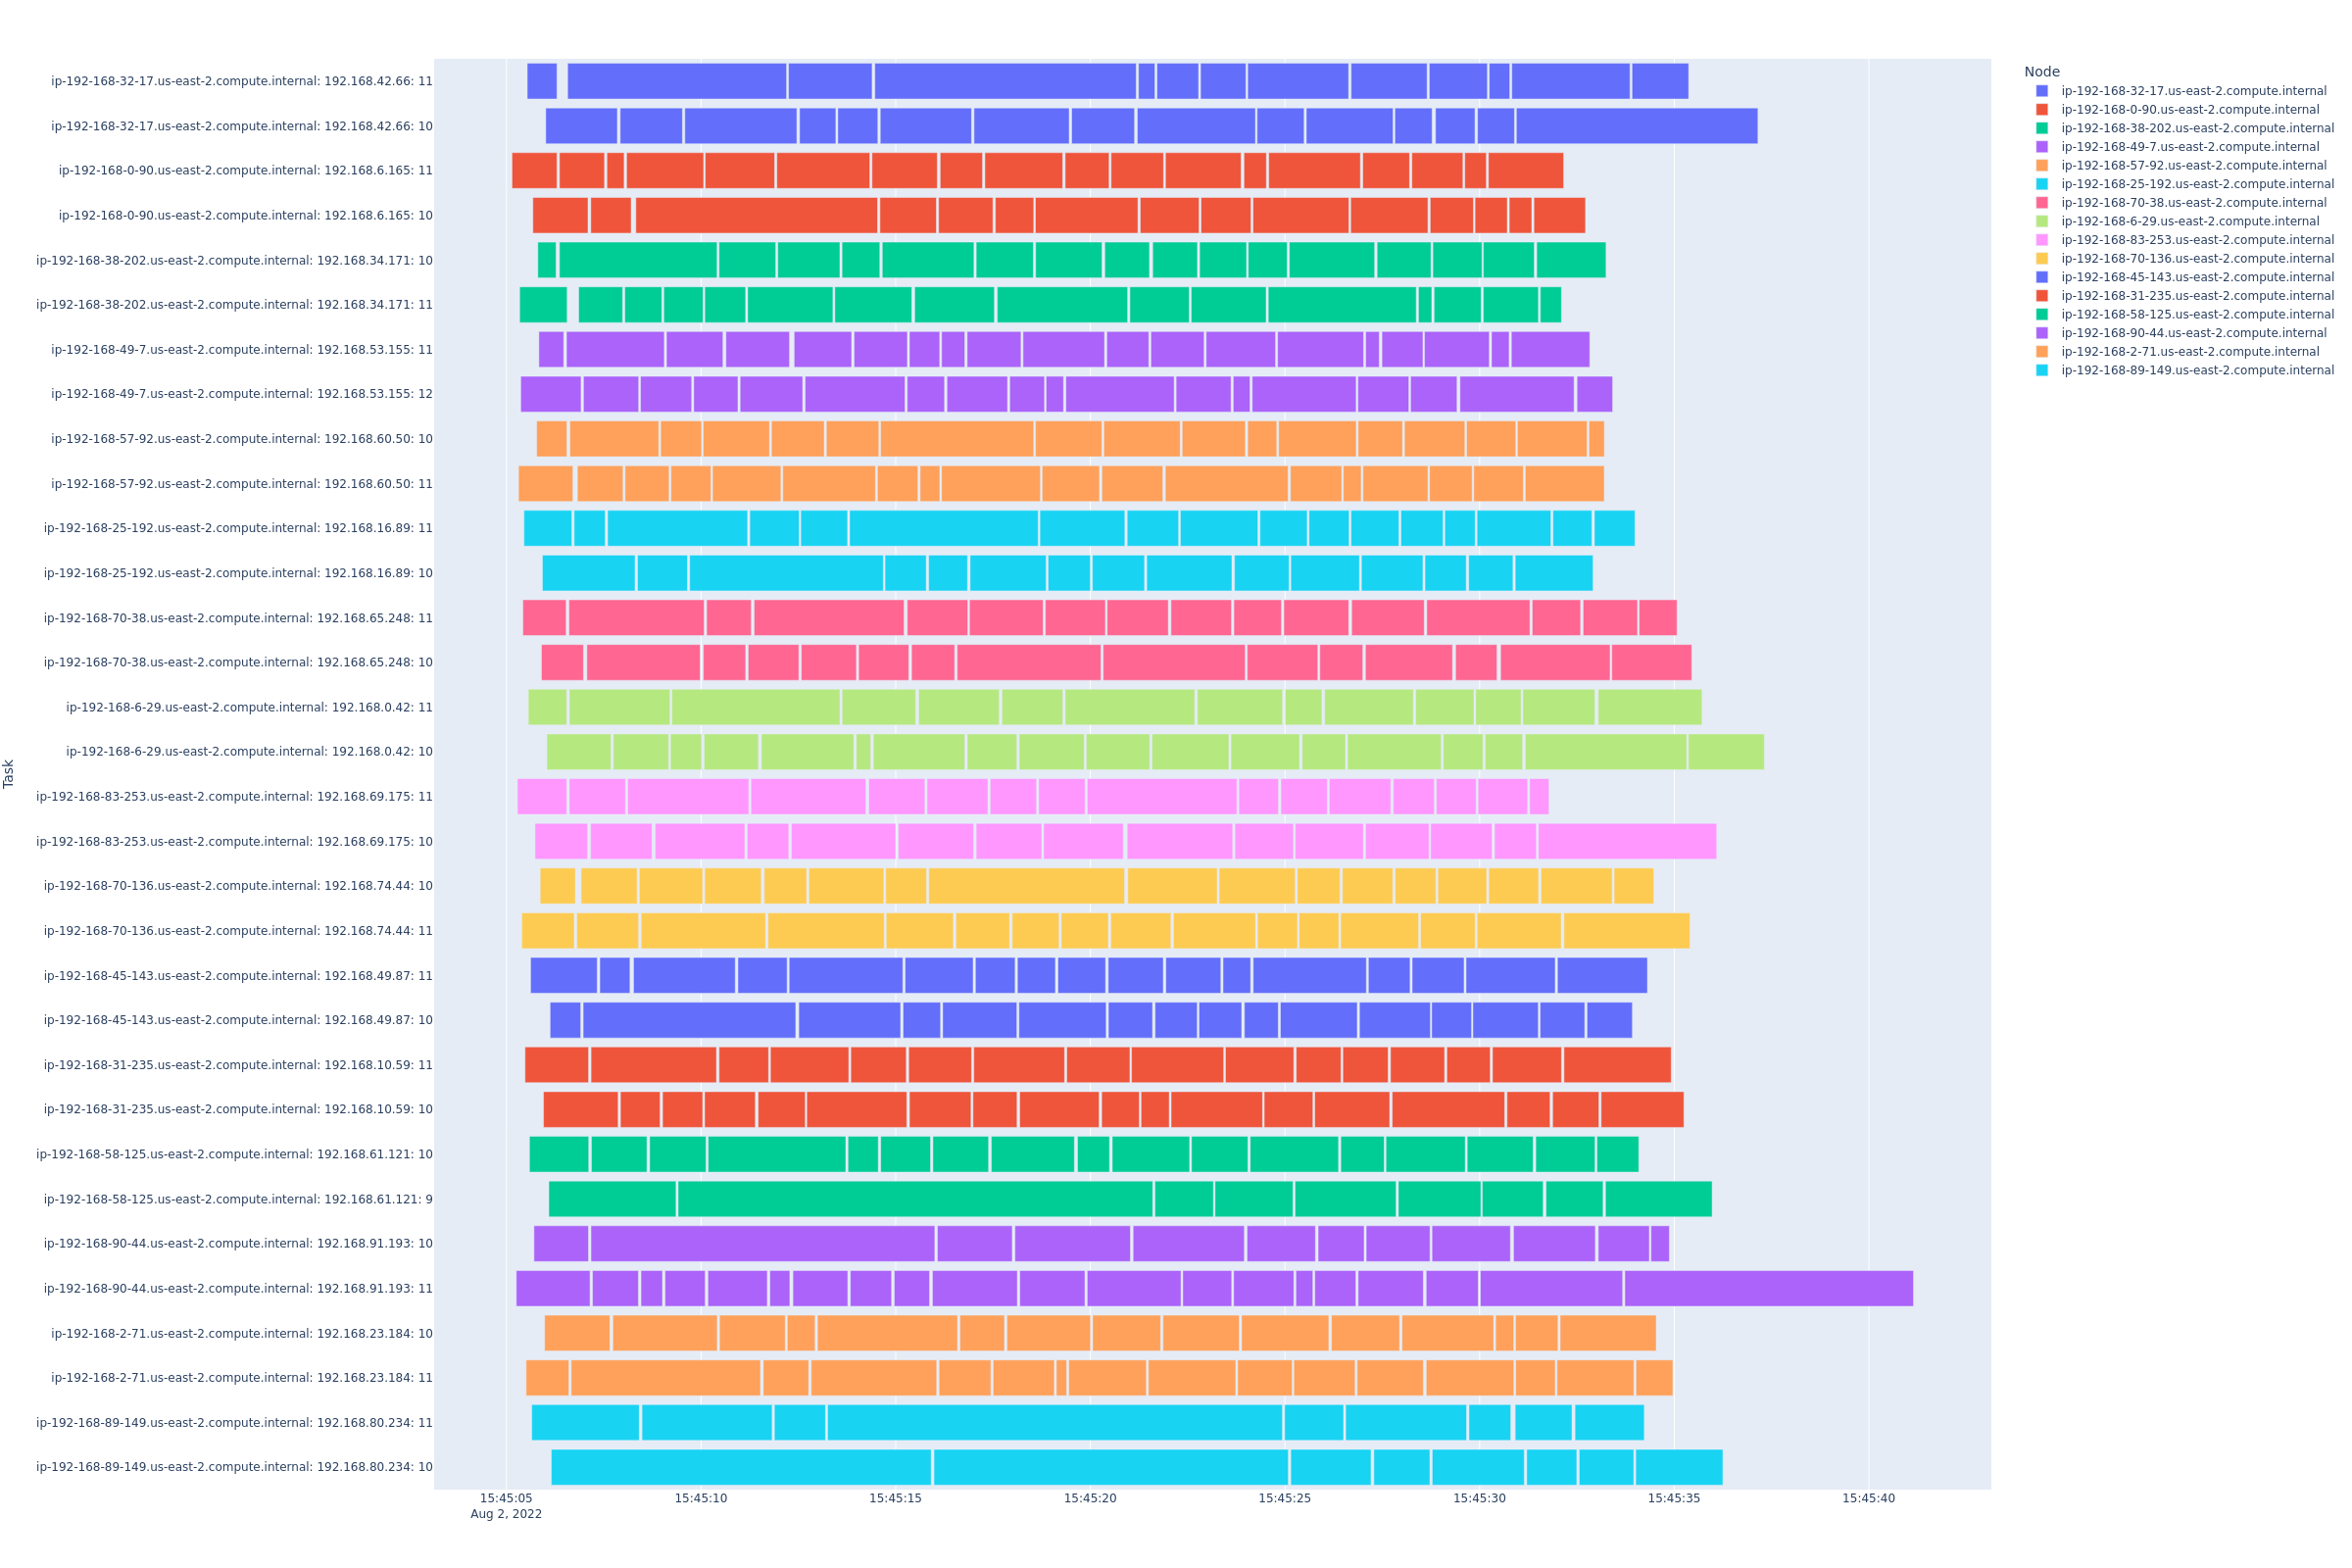 ip-192-168-32-17.us-east-2.compute.internal: 192.168.42.66: 11
ip-192-168-32-17.us-east-2.compute.internal: 192.168.42.66: 10
ip-192-168-0-90.us-east-2.compute.internal: 192.168.6.165: 11
ip-192-168-0-90.us-east-2.compute.internal: 192.168.6.165: 10
ip-192-168-38-202.us-east-2.compute.internal: 192.168.34.171: 10
ip-192-168-38-202.us-east-2.compute.internal: 192.168.34.171: 11
ip-192-168-49-7.us-east-2.compute.internal: 192.168.53.155: 11
ip-192-168-49-7.us-east-2.compute.internal: 192.168.53.155: 12
ip-192-168-57-92.us-east-2.compute.internal: 192.168.60.50: 10
ip-192-168-57-92.us-east-2.compute.internal: 192.168.60.50: 11
ip-192-168-25-192.us-east-2.compute.internal: 192.168.16.89: 11
ip-192-168-25-192.us-east-2.compute.internal: 192.168.16.89: 10
ip-192-168-70-38.us-east-2.compute.internal: 192.168.65.248: 11
ip-192-168-70-38.us-east-2.compute.internal: 192.168.65.248: 10
ip-192-168-6-29.us-east-2.compute.internal: 192.168.0.42: 11
ip-192-168-6-29.us-east-2.compute.internal: 192.168.0.42: 10
ip-192-168-83-253.us-east-2.compute.internal: 192.168.69.175: 11
ip-192-168-83-253.us-east-2.compute.internal: 192.168.69.175: 10
ip-192-168-70-136.us-east-2.compute.internal: 192.168.74.44: 10
ip-192-168-70-136.us-east-2.compute.internal: 192.168.74.44: 11
ip-192-168-45-143.us-east-2.compute.internal: 192.168.49.87: 11
ip-192-168-45-143.us-east-2.compute.internal: 192.168.49.87: 10
ip-192-168-31-235.us-east-2.compute.internal: 192.168.10.59: 11
ip-192-168-31-235.us-east-2.compute.internal: 192.168.10.59: 10
ip-192-168-58-125.us-east-2.compute.internal: 192.168.61.121: 10
ip-192-168-58-125.us-east-2.compute.internal: 192.168.61.121: 9
ip-192-168-90-44.us-east-2.compute.internal: 192.168.91.193: 10
ip-192-168-90-44.us-east-2.compute.internal: 192.168.91.193: 11
ip-192-168-2-71.us-east-2.compute.internal: 192.168.23.184: 10
ip-192-168-2-71.us-east-2.compute.internal: 192.168.23.184: 11
ip-192-168-89-149.us-east-2.compute.internal: 192.168.80.234: 11
ip-192-168-89-149.us-east-2.compute.internal: 192.168.80.234: 10
Task
15:45:05
Aug 2, 2022
15:45:10
15:45:15
15:45:20
15:45:25
15:45:30
15:45:35
15:45:40
Node
ip-192-168-32-17.us-east-2.compute.internal
ip-192-168-0-90.us-east-2.compute.internal
ip-192-168-38-202.us-east-2.compute.internal
ip-192-168-49-7.us-east-2.compute.internal
ip-192-168-57-92.us-east-2.compute.internal
ip-192-168-25-192.us-east-2.compute.internal
ip-192-168-70-38.us-east-2.compute.internal
ip-192-168-6-29.us-east-2.compute.internal
ip-192-168-83-253.us-east-2.compute.internal
ip-192-168-70-136.us-east-2.compute.internal
ip-192-168-45-143.us-east-2.compute.internal
ip-192-168-31-235.us-east-2.compute.internal
ip-192-168-58-125.us-east-2.compute.internal
ip-192-168-90-44.us-east-2.compute.internal
ip-192-168-2-71.us-east-2.compute.internal
ip-192-168-89-149.us-east-2.compute.internal